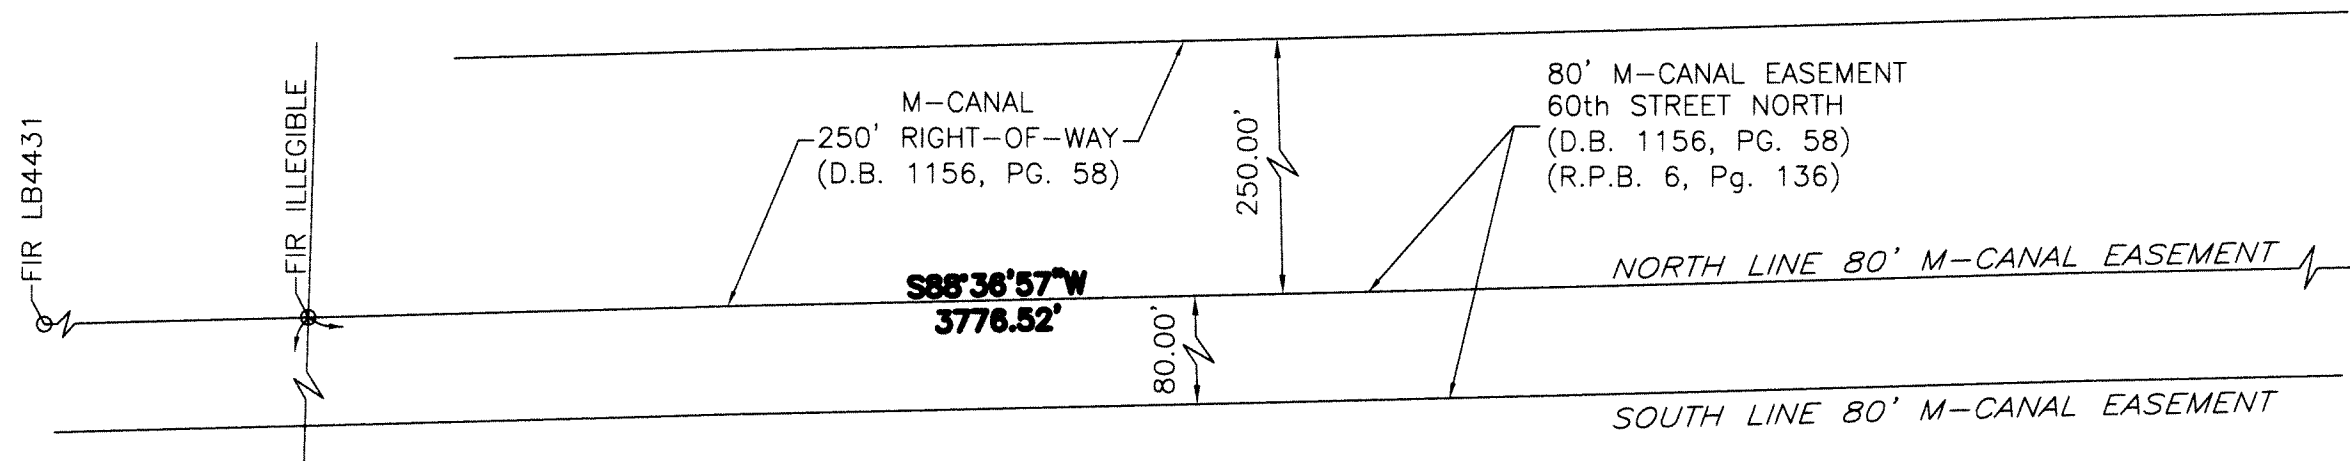 FIR LB4431
FIR ILLEGIBLE
M-CANAL
250' RIGHT-OF-WAY
(D.B. 1156, PG. 58)
250.00'
80' M-CANAL EASEMENT
60th STREET NORTH
(D.B. 1156, PG. 58)
(R.P.B. 6, Pg. 136)
NORTH LINE 80' M-CANAL EASEMENT
S88°36'57"W
3776.52'
80.00'
SOUTH LINE 80' M-CANAL EASEMENT